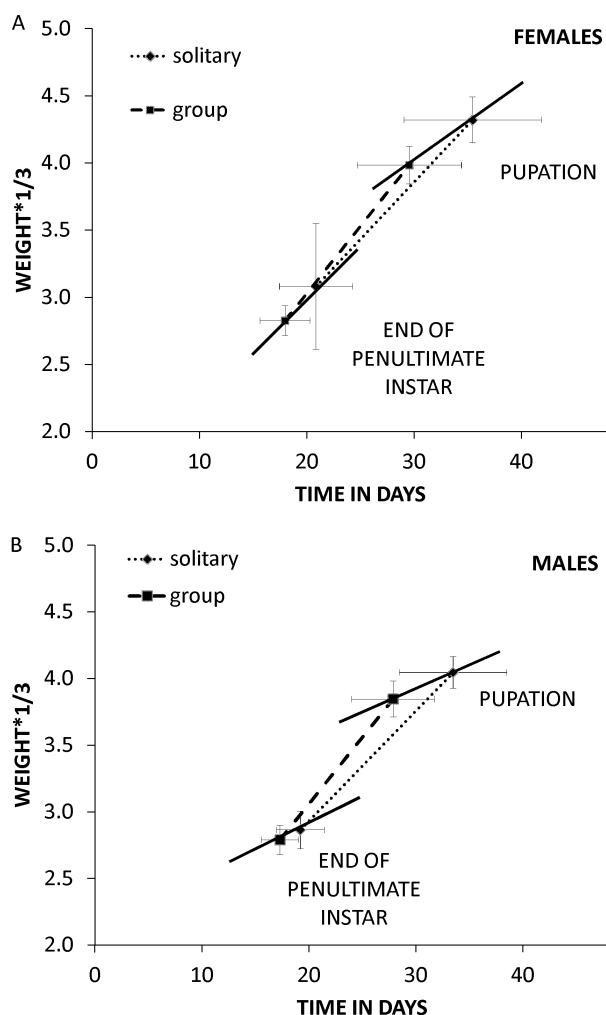 A
5.0
FEMALES
solitary
4.5
group
4.0
PUPATION
WEIGHT*1/3
3.5
3.0
END OF
PENULTIMATE
INSTAR
2.5
2.0
0 10 20 30 40
TIME IN DAYS
B
5.0
solitary
MALES
group
4.5
4.0
PUPATION
WEIGHT*1/3
3.5
3.0
END OF
PENULTIMATE
INSTAR
2.5
2.0
0 10 20 30 40
TIME IN DAYS